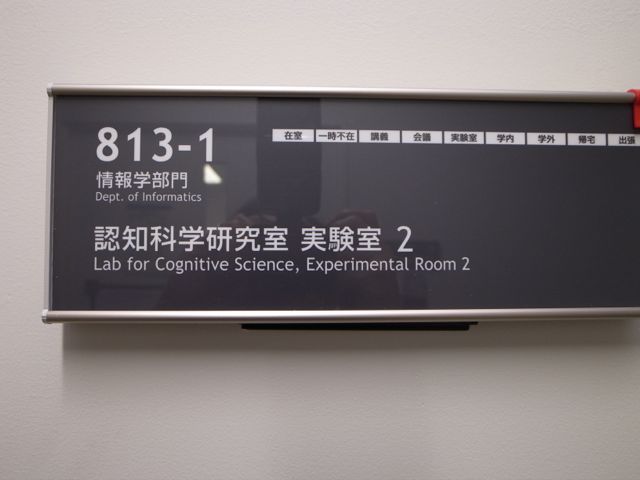 813-1
在室 一時不在 講義 会議 実験室 学内 学外 帰宅 出張
情報学部門
Dept. of Informatics
認知科学研究室 実験室 2
Lab for Cognitive Science, Experimental Room 2